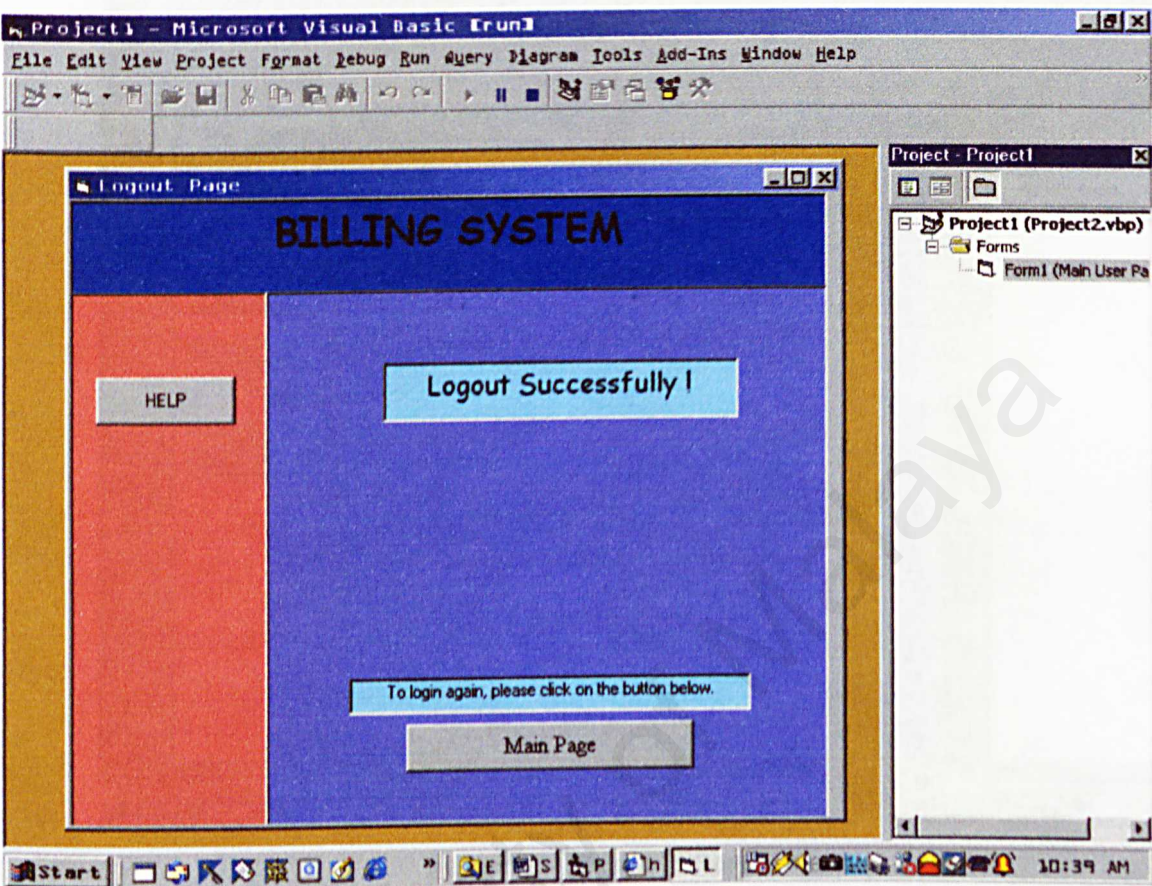 Project1 - Microsoft Visual Basic [run]
File Edit View Project Format Debug Run Query Diagram Tools Add-Ins Window Help
Project - Project1
Logout Page
BILLING SYSTEM
Project1 (Project2.vbp)
Forms
Form1 (Main User Pa
HELP
Logout Successfully !
To login again, please click on the button below.
Main Page
Start
»
E
S
P
h
L
10:39 AM